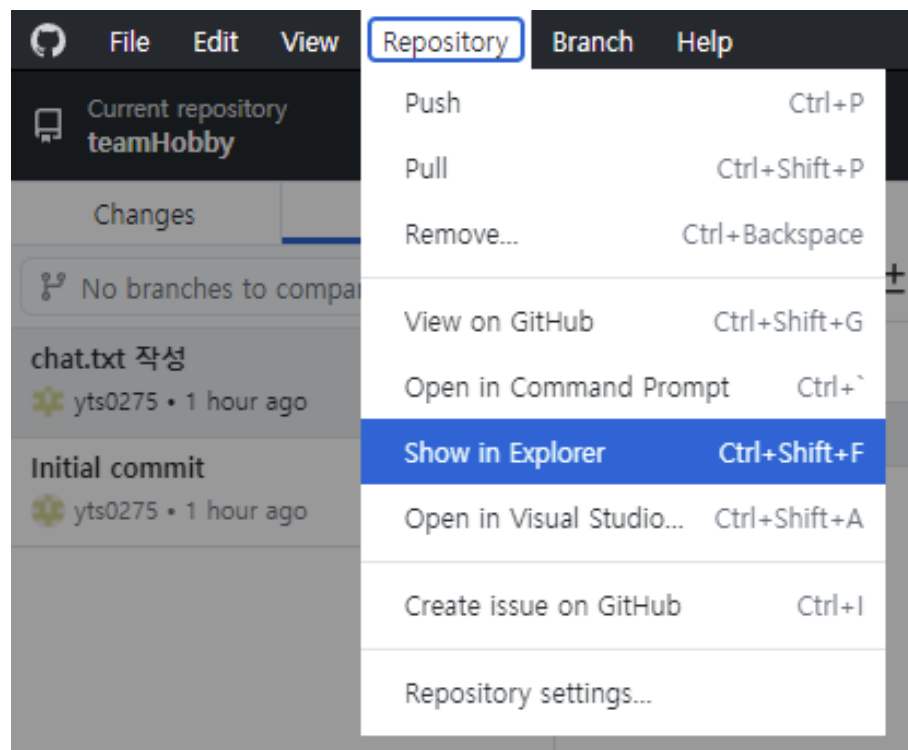 File Edit View Repository Branch Help
Current repository
teamHobby
Changes
No branches to compa
chat.txt 작성
yts0275 • 1 hour ago
Initial commit
yts0275 • 1 hour ago
Push Ctrl+P
Pull Ctrl+Shift+P
Remove... Ctrl+Backspace
View on GitHub Ctrl+Shift+G
Open in Command Prompt Ctrl+`
Show in Explorer Ctrl+Shift+F
Open in Visual Studio... Ctrl+Shift+A
Create issue on GitHub Ctrl+I
Repository settings...